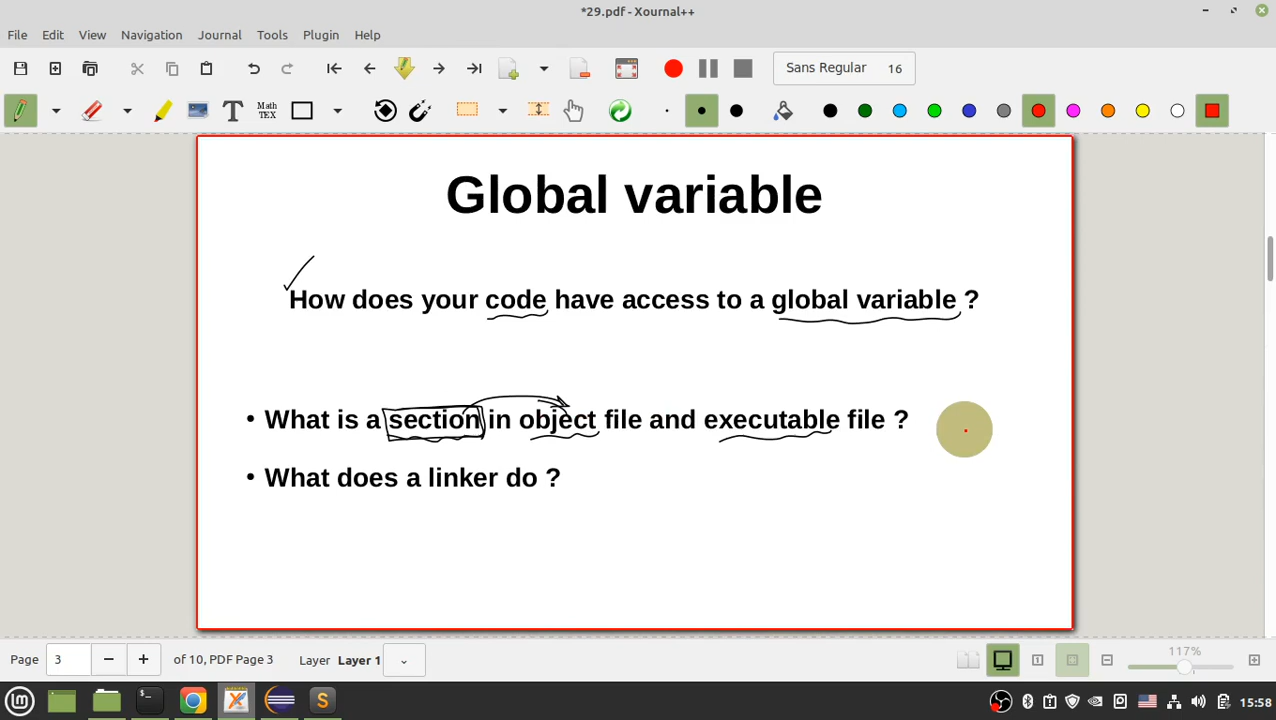 *29.pdf - Xournal++
File Edit View Navigation Journal Tools Plugin Help
Sans Regular 16
Math
TEX
Global variable
How does your code have access to a global variable ?
• What is a section in object file and executable file ?
• What does a linker do ?
Page 3 of 10, PDF Page 3 Layer Layer 1 117%
15:58